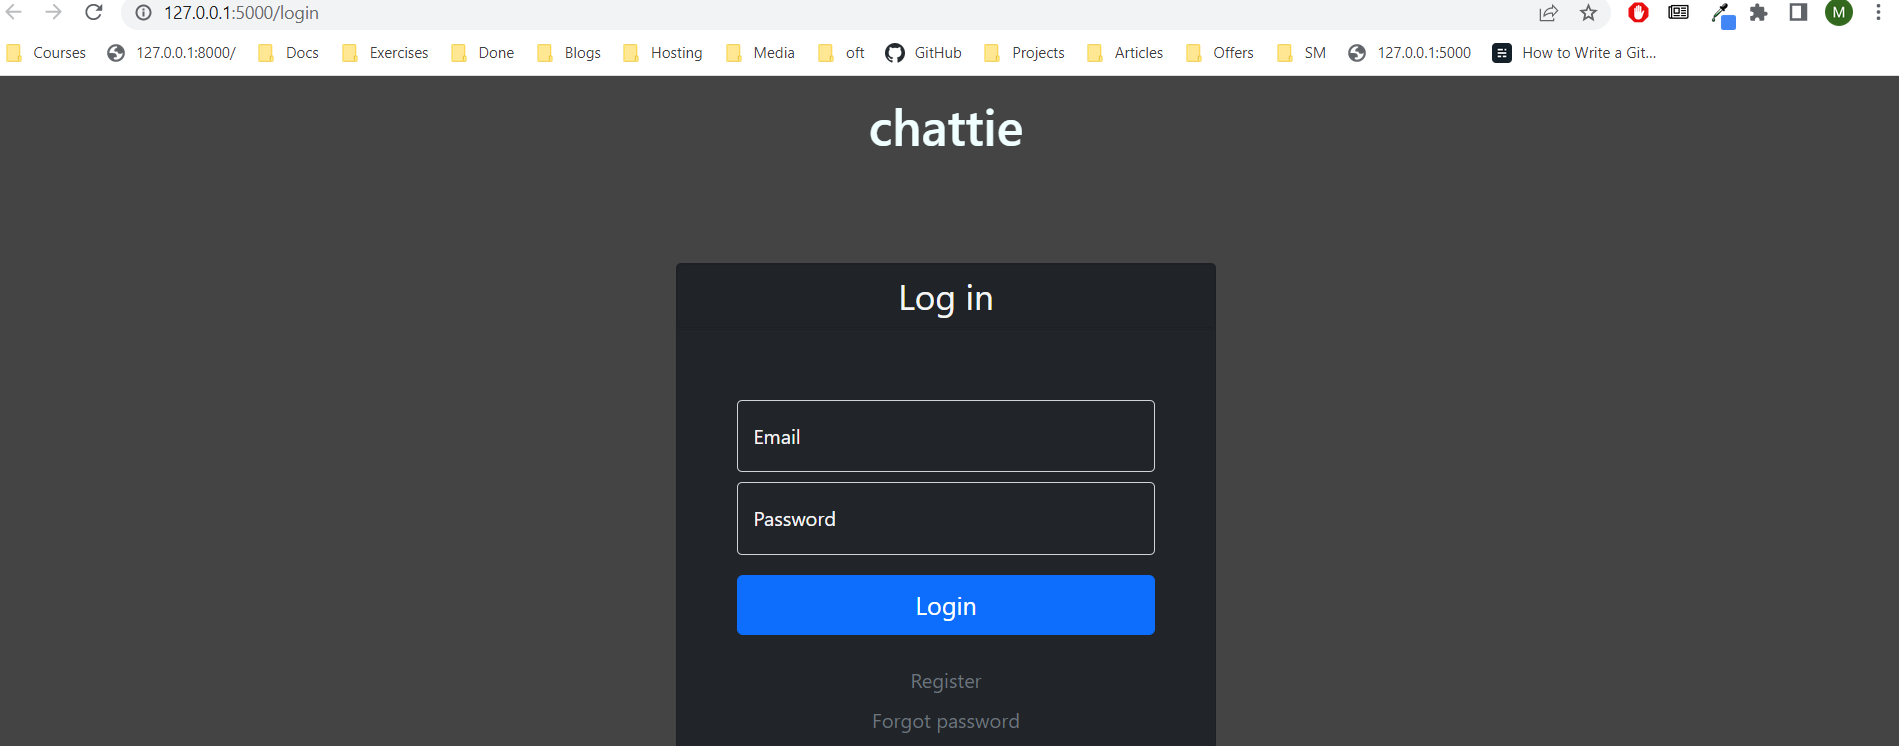 127.0.0.1:5000/login
M
Courses 127.0.0.1:8000/ Docs Exercises Done Blogs Hosting Media oft GitHub Projects Articles Offers SM 127.0.0.1:5000 How to Write a Git...
chattie
Log in
Email
Password
Login
Register
Forgot password